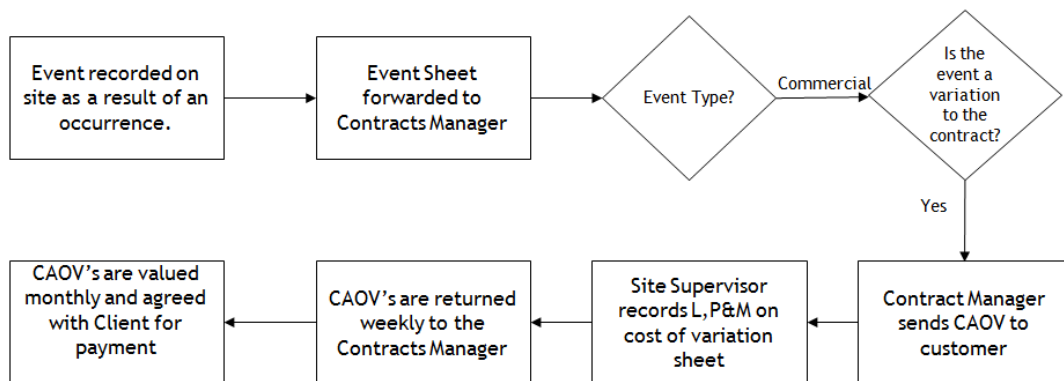 Event recorded on
site as a result of an
occurrence.
Event Sheet
forwarded to
Contracts Manager
Event Type?
Commercial
Is the
event a
variation
to the
contract?
Yes
Contract Manager
sends CAOV to
customer
Site Supervisor
records L,P&M on
cost of variation
sheet
CAOV's are returned
weekly to the
Contracts Manager
CAOV's are valued
monthly and agreed
with Client for
payment